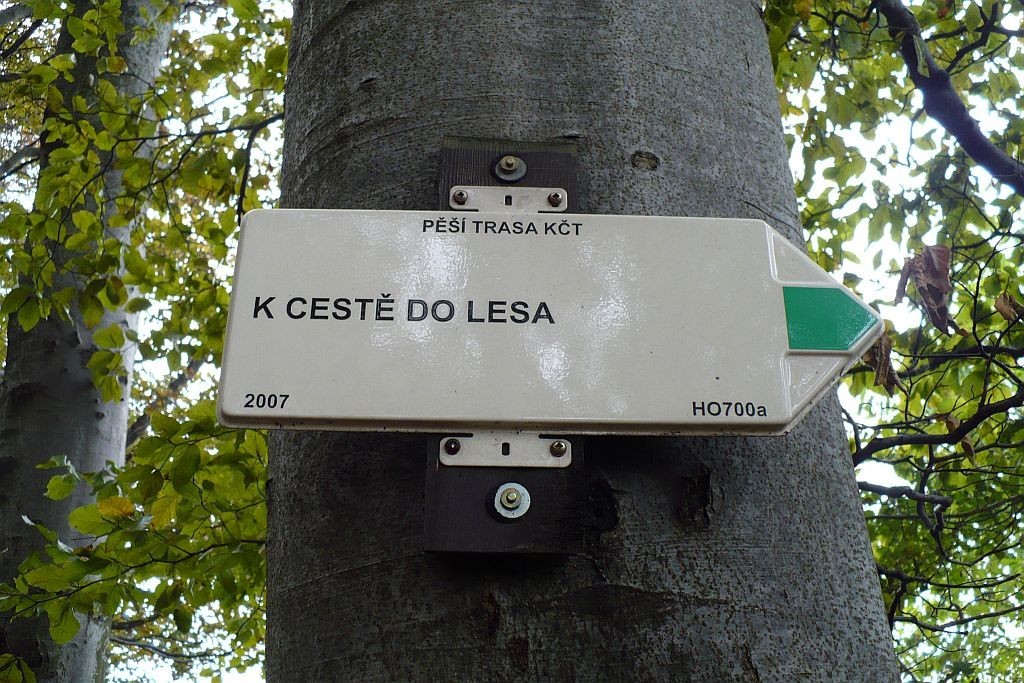 PĚŠÍ TRASA KČT
K CESTĚ DO LESA
2007 HO700a